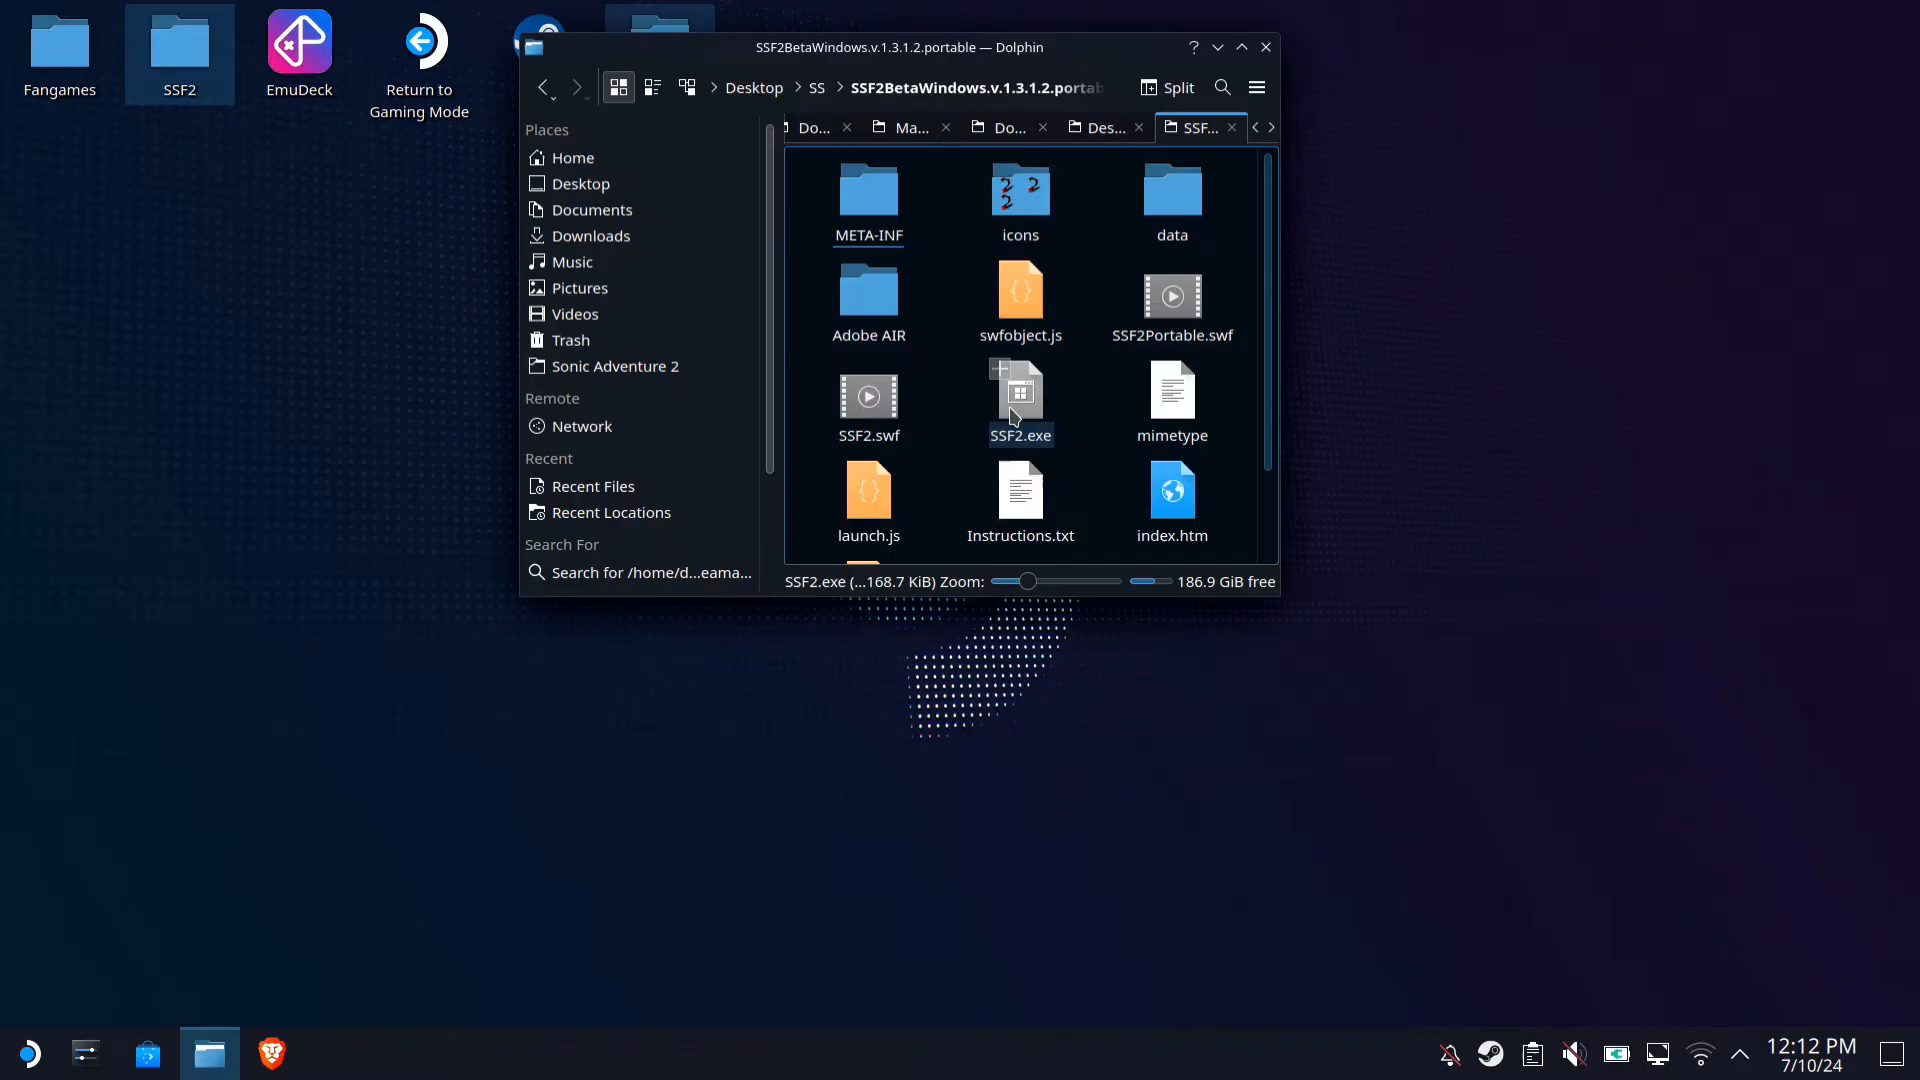 Fangames
SSF2
EmuDeck
Return to
Gaming Mode
SSF2BetaWindows.v.1.3.1.2.portable — Dolphin
Desktop
SS
SSF2BetaWindows.v.1.3.1.2.portab
Split
Do...
Ma...
Do...
Des...
SSF...
Places
Home
Desktop
Documents
Downloads
Music
Pictures
Videos
Trash
Sonic Adventure 2
Remote
Network
Recent
Recent Files
Recent Locations
Search For
Search for /home/d...eama...
META-INF
icons
data
Adobe AIR
swfobject.js
SSF2Portable.swf
SSF2.swf
SSF2.exe
mimetype
launch.js
Instructions.txt
index.htm
SSF2.exe (...168.7 KiB)
Zoom:
186.9 GiB free
12:12 PM
7/10/24